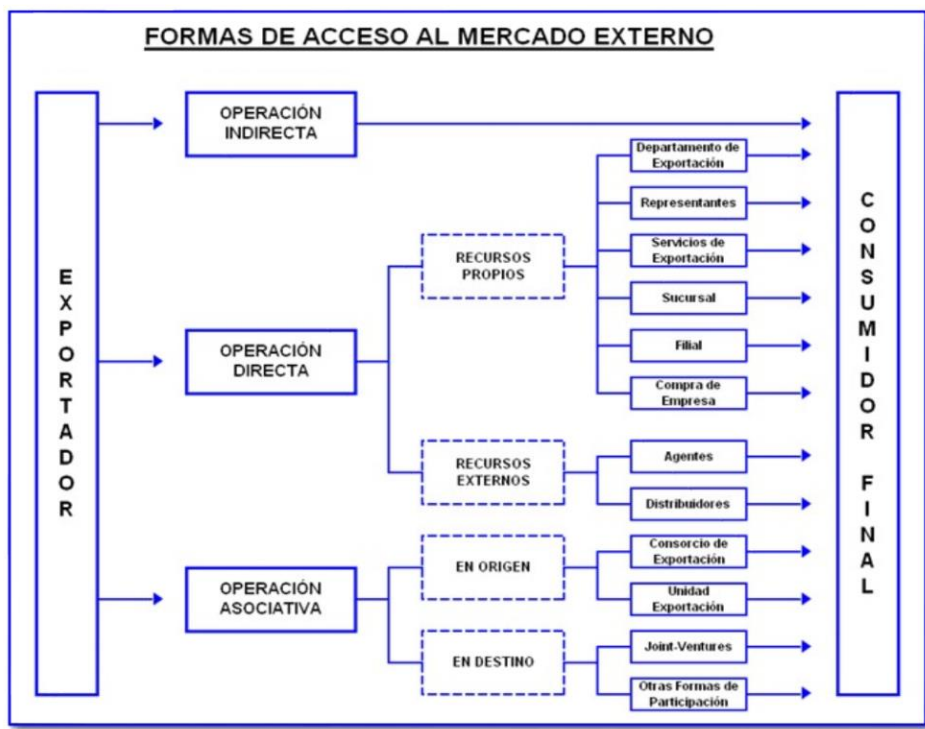 FORMAS DE ACCESO AL MERCADO EXTERNO
EXPORTADOR
OPERACIÓN
INDIRECTA
OPERACIÓN
DIRECTA
RECURSOS
PROPIOS
Departamento de
Exportación
Representantes
Servicios de
Exportación
Sucursal
Filial
Compra de
Empresa
RECURSOS
EXTERNOS
Agentes
Distribuidores
OPERACIÓN
ASOCIATIVA
EN ORIGEN
Consorcio de
Exportación
Unidad
Exportación
EN DESTINO
Joint-Ventures
Otras Formas de
Participación
CONSUMIDOR FINAL